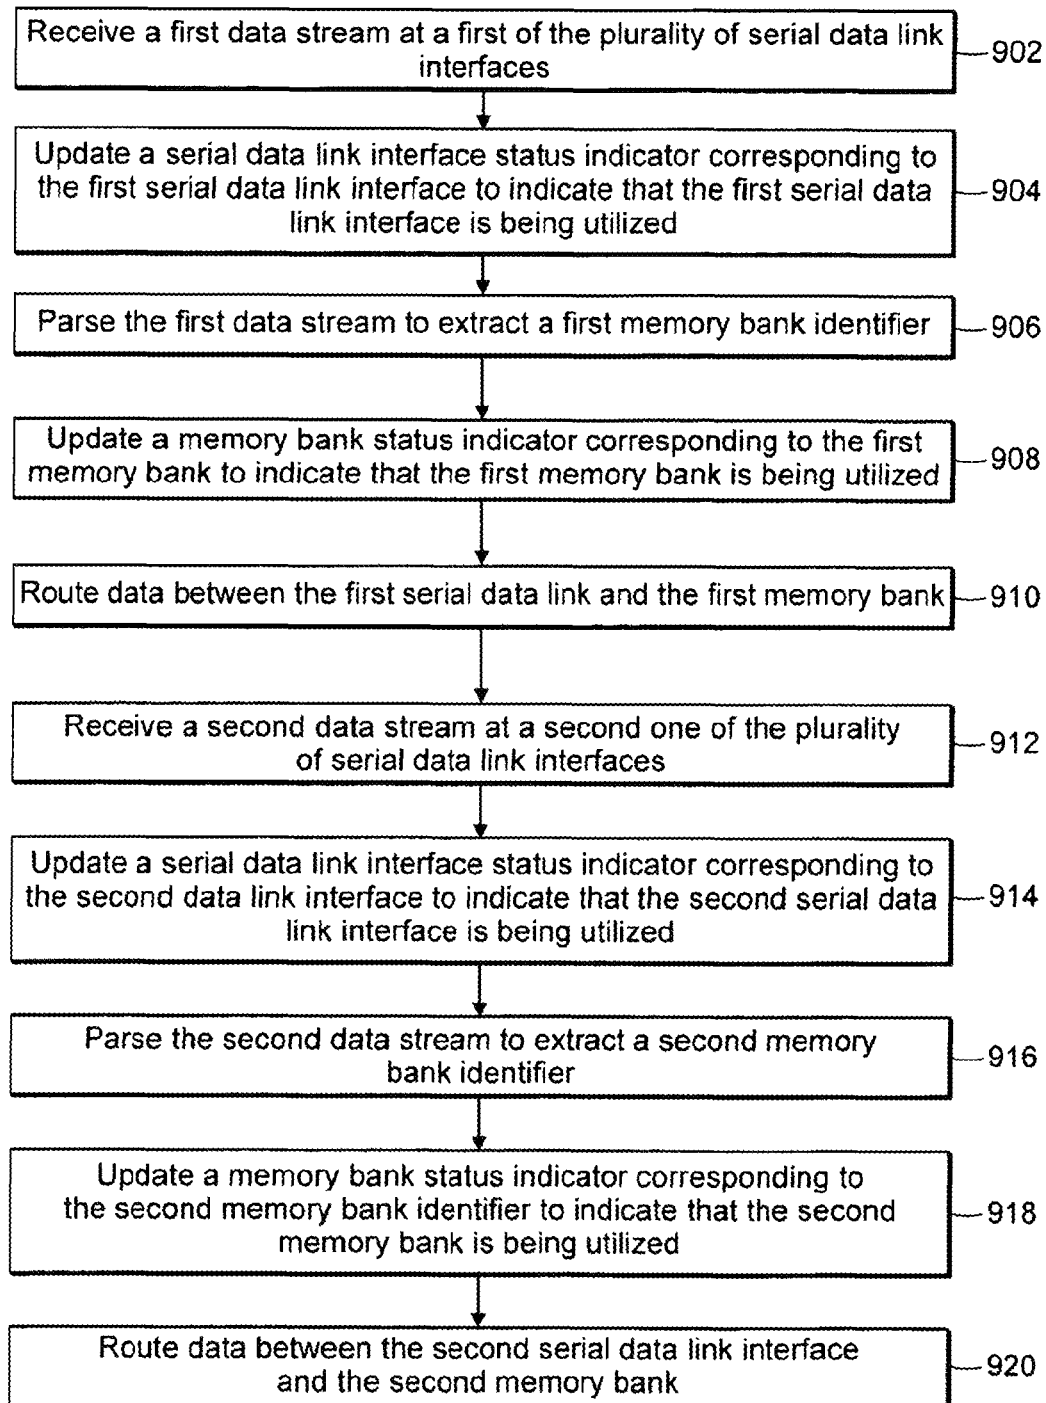 Receive a first data stream at a first of the plurality of serial data link
interfaces
902
Update a serial data link interface status indicator corresponding to
the first serial data link interface to indicate that the first serial data
link interface is being utilized
904
Parse the first data stream to extract a first memory bank identifier
906
Update a memory bank status indicator corresponding to the first
memory bank to indicate that the first memory bank is being utilized
908
Route data between the first serial data link and the first memory bank
910
Receive a second data stream at a second one of the plurality
of serial data link interfaces
912
Update a serial data link interface status indicator corresponding to
the second data link interface to indicate that the second serial data
link interface is being utilized
914
Parse the second data stream to extract a second memory
bank identifier
916
Update a memory bank status indicator corresponding to
the second memory bank identifier to indicate that the second
memory bank is being utilized
918
Route data between the second serial data link interface
and the second memory bank
920